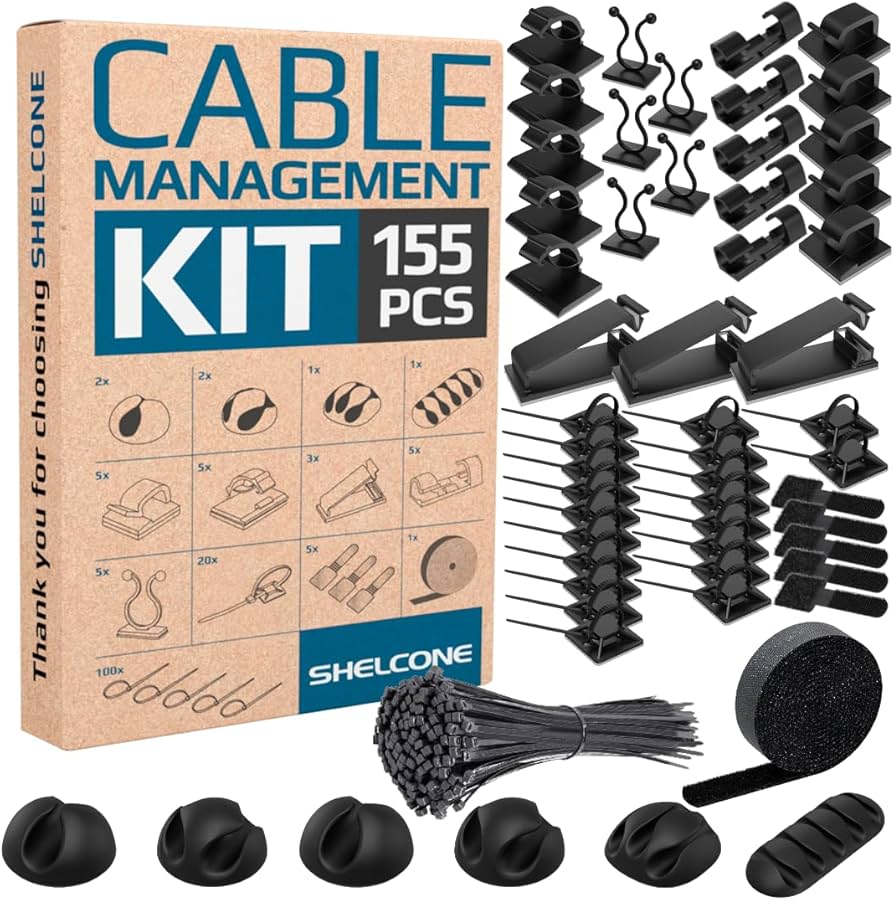 Thank you for choosing SHELCONE
CABLE
MANAGEMENT
KIT
155
PCS
2x
2x
1x
1x
5x
5x
3x
5x
5x
20x
5x
1x
100x
SHELCONE